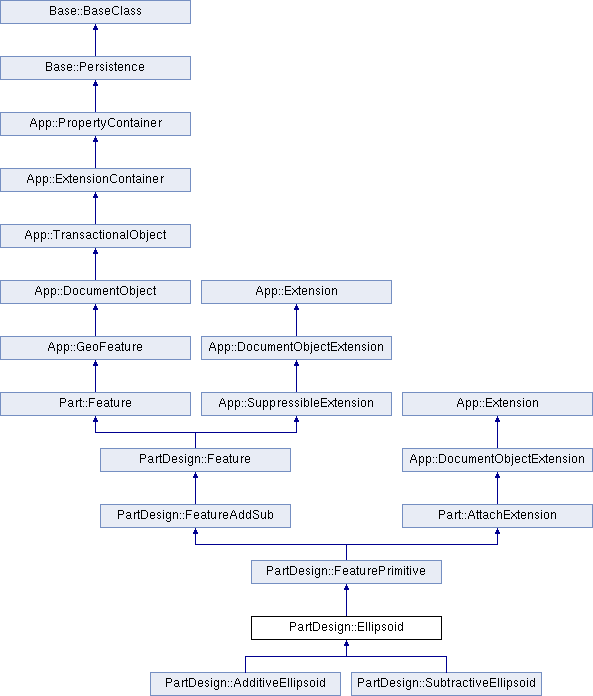 Base::BaseClass
Base::Persistence
App::PropertyContainer
App::ExtensionContainer
App::TransactionalObject
App::DocumentObject
App::Extension
App::GeoFeature
App::DocumentObjectExtension
Part::Feature
App::SuppressibleExtension
App::Extension
PartDesign::Feature
App::DocumentObjectExtension
PartDesign::FeatureAddSub
Part::AttachExtension
PartDesign::FeaturePrimitive
PartDesign::Ellipsoid
PartDesign::AdditiveEllipsoid
PartDesign::SubtractiveEllipsoid